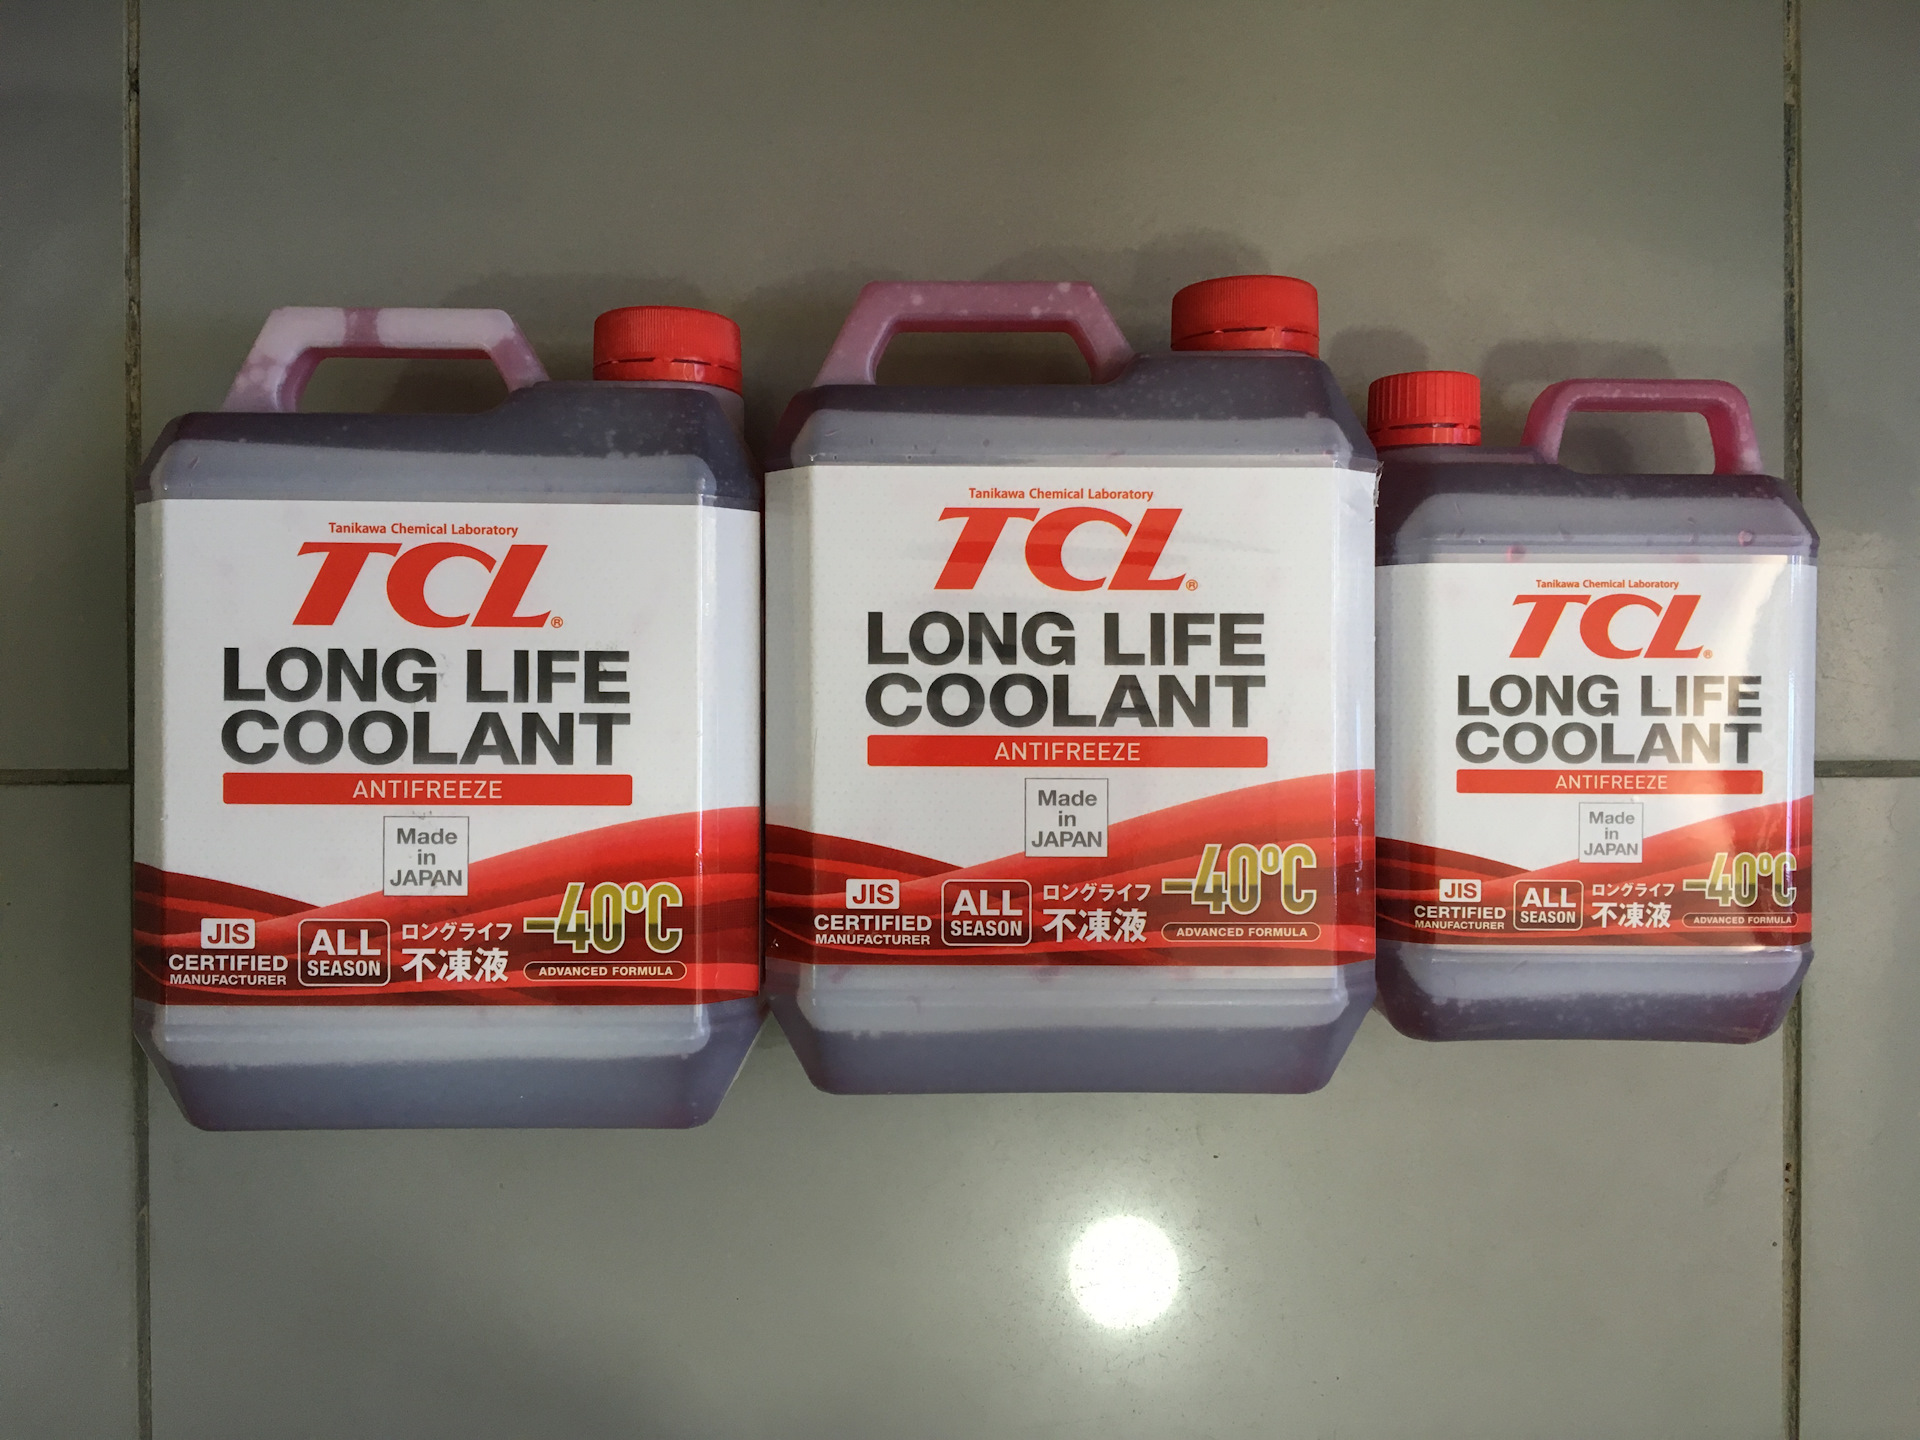 Tanikawa Chemical Laboratory
TCL®
LONG LIFE
COOLANT
ANTIFREEZE
Made
in
JAPAN
JIS
CERTIFIED
MANUFACTURER
ALL
SEASON
ロングライフ
不凍液
-40°C
ADVANCED FORMULA
Tanikawa Chemical Laboratory
TCL®
LONG LIFE
COOLANT
ANTIFREEZE
Made
in
JAPAN
JIS
CERTIFIED
MANUFACTURER
ALL
SEASON
ロングライフ
不凍液
-40°C
ADVANCED FORMULA
Tanikawa Chemical Laboratory
TCL®
LONG LIFE
COOLANT
ANTIFREEZE
Made
in
JAPAN
JIS
CERTIFIED
MANUFACTURER
ALL
SEASON
ロングライフ
不凍液
-40°C
ADVANCED FORMULA